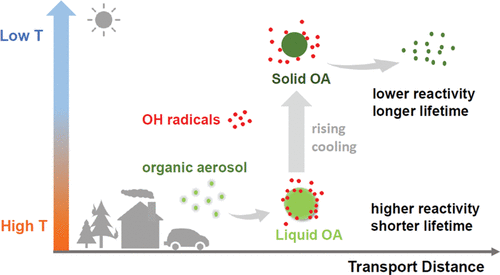 Low T
Solid OA
lower reactivity
longer lifetime
OH radicals
rising
cooling
organic aerosol
High T
Liquid OA
higher reactivity
shorter lifetime
Transport Distance